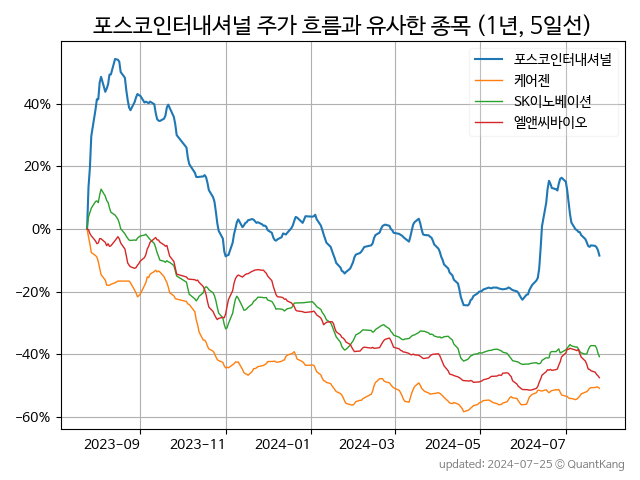 포스코인터내셔널 주가 흐름과 유사한 종목 (1년, 5일선)
포스코인터내셔널
케어젠
SK이노베이션
엘앤씨바이오
40%
20%
0%
−20%
−40%
−60%
2023-09 2023-11 2024-01 2024-03 2024-05 2024-07
updated: 2024-07-25 © QuantKang